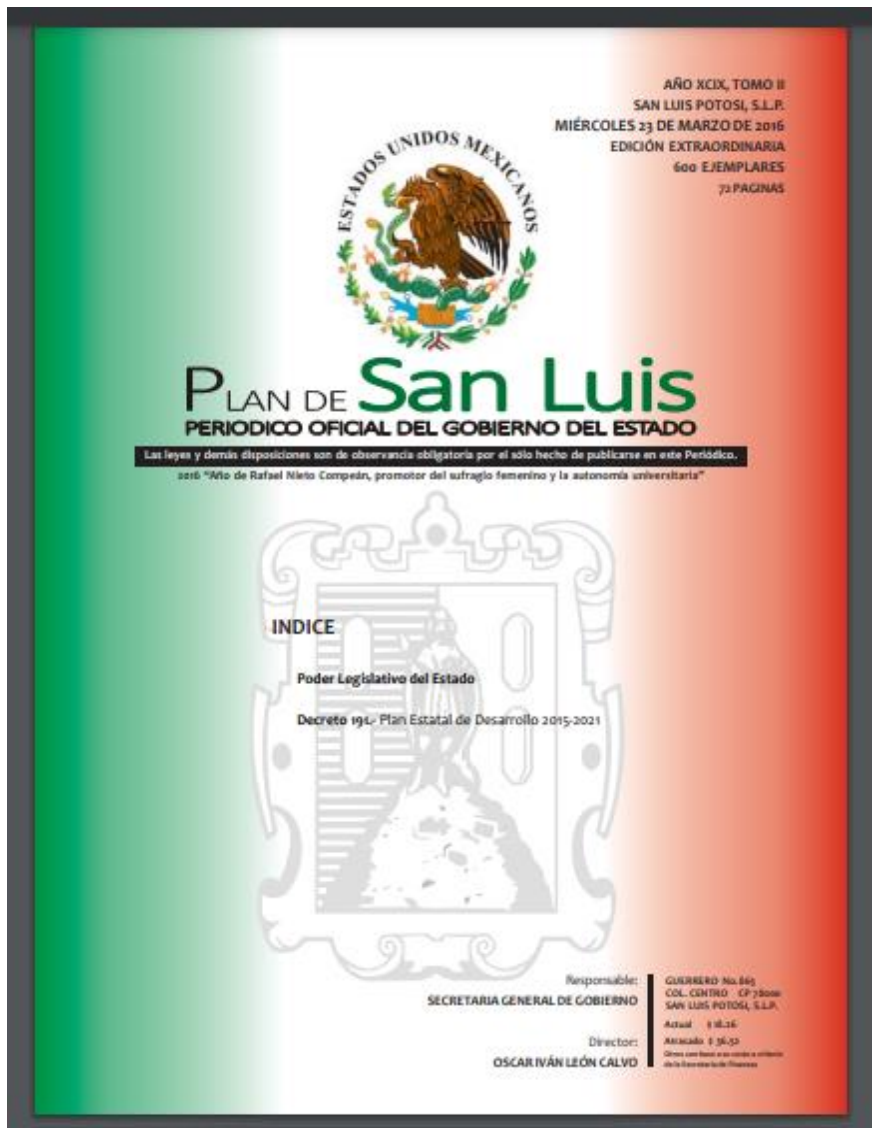 AÑO XCIX, TOMO II
SAN LUIS POTOSI, S.L.P.
MIÉRCOLES 23 DE MARZO DE 2016
EDICIÓN EXTRAORDINARIA
600 EJEMPLARES
72 PAGINAS
ESTADOS UNIDOS MEXICANOS
PLAN DE San Luis
PERIODICO OFICIAL DEL GOBIERNO DEL ESTADO
Las leyes y demás disposiciones son de observancia obligatoria por el sólo hecho de publicarse en este Periódico.
2016 “Año de Rafael Nieto Compeán, promotor del sufragio femenino y la autonomía universitaria”
INDICE
Poder Legislativo del Estado
Decreto 191.- Plan Estatal de Desarrollo 2015-2021
Responsable:
SECRETARIA GENERAL DE GOBIERNO
Director:
OSCAR IVÁN LEÓN CALVO
GUERRERO No. 865
COL. CENTRO CP 78000
SAN LUIS POTOSI, S.L.P.
Actual $ 18.26
Atrasado $ 36.52
de la Secretaría de Finanzas